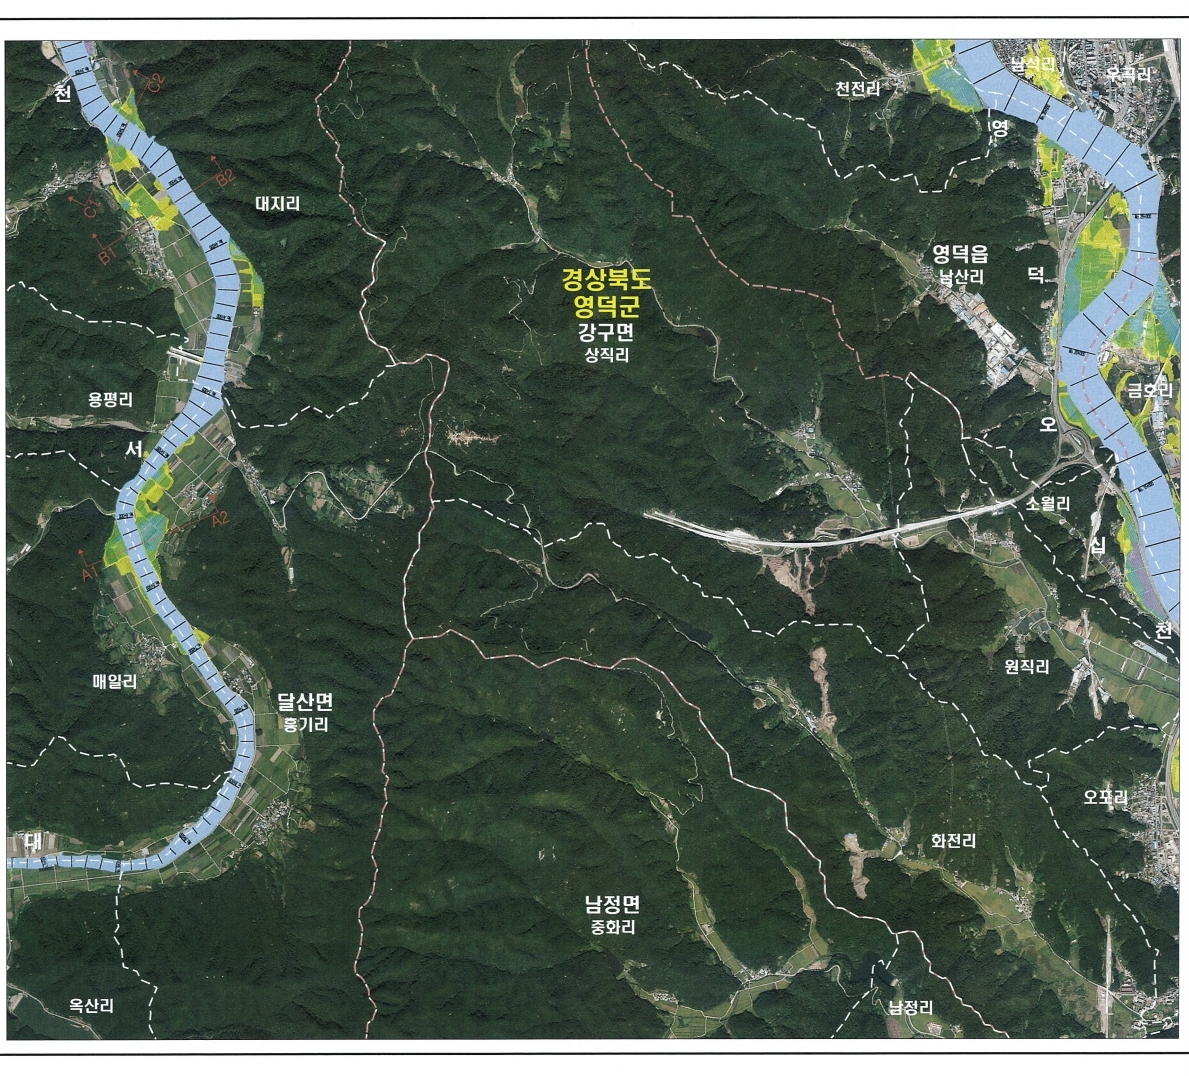 남석리
우곡리
천전리
천
C2
영
B2
대지리
C1
B1
영덕읍
남산리
덕
경상북도
영덕군
강구면
상직리
용평리
금호리
서
오
소월리
A2
십
A1
천
원직리
매일리
달산면
흥기리
오포리
대
화전리
남정면
중화리
옥산리
남정리